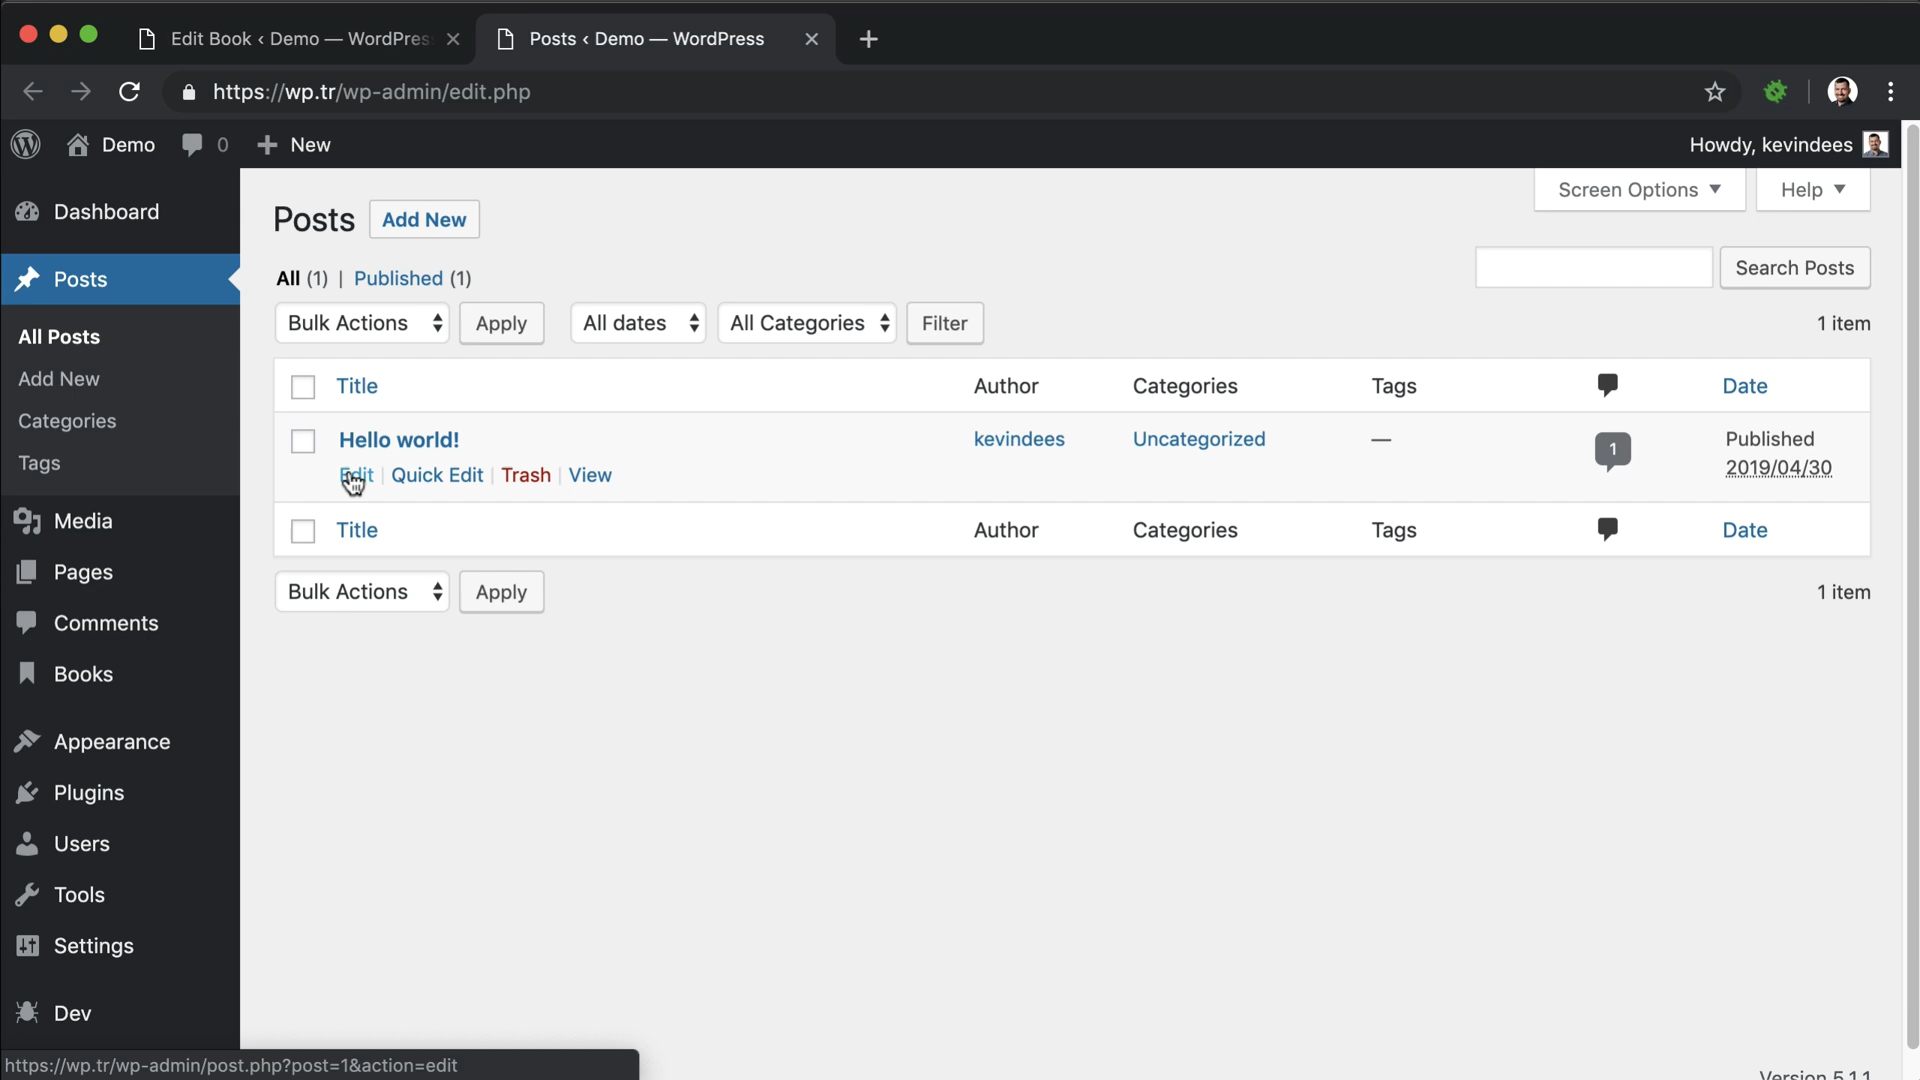 Edit Book ‹ Demo — WordPres
Posts ‹ Demo — WordPress
https://wp.tr/wp-admin/edit.php
Demo 0 New
Howdy, kevindees
Dashboard
Posts
All Posts
Add New
Categories
Tags
Media
Pages
Comments
Books
Appearance
Plugins
Users
Tools
Settings
Dev
Screen Options ▼ Help ▼
Posts Add New
All (1) | Published (1)
Search Posts
Bulk Actions Apply All dates All Categories Filter 1 item
Title Author Categories Tags Date
Hello world! kevindees Uncategorized — 1 Published
Edit | Quick Edit | Trash | View 2019/04/30
Title Author Categories Tags Date
Bulk Actions Apply 1 item
https://wp.tr/wp-admin/post.php?post=1&action=edit
Version 5.1.1